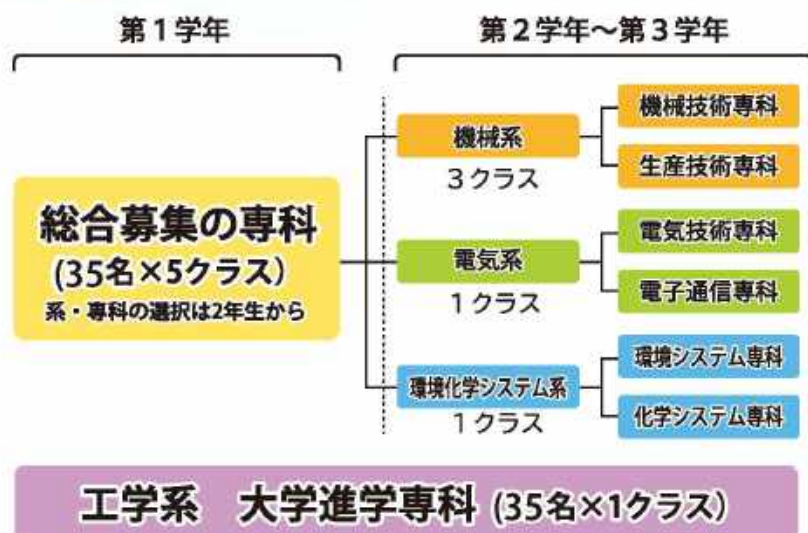 第1学年
第2学年～第3学年
総合募集の専科
(35名×5クラス)
系・専科の選択は2年生から
機械系
3クラス
機械技術専科
生産技術専科
電気系
1クラス
電気技術専科
電子通信専科
環境化学システム系
1クラス
環境システム専科
化学システム専科
工学系 大学進学専科 (35名×1クラス)